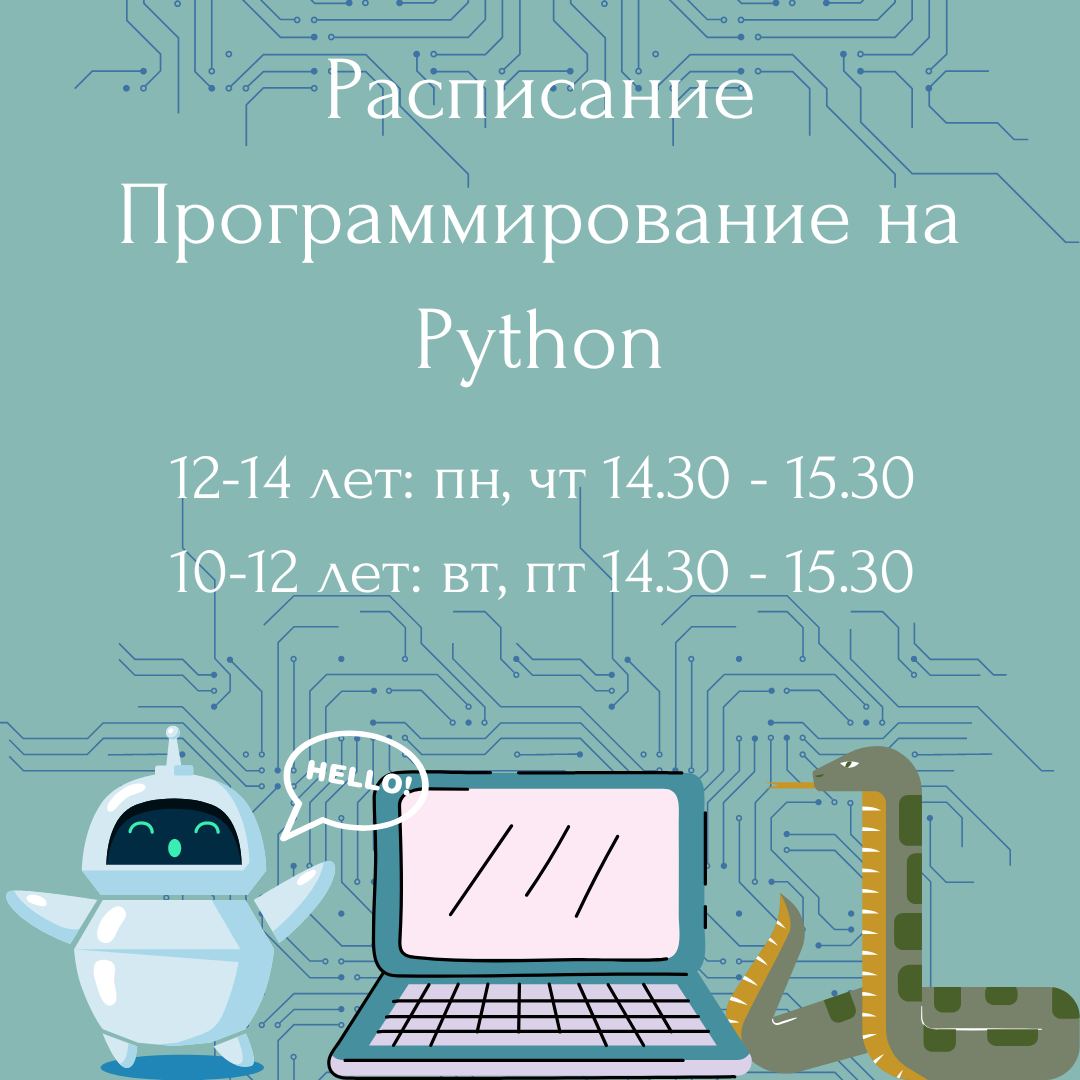 Расписание
Программирование на
Python
12-14 лет: пн, чт 14.30 - 15.30
10-12 лет: вт, пт 14.30 - 15.30
HELLO!